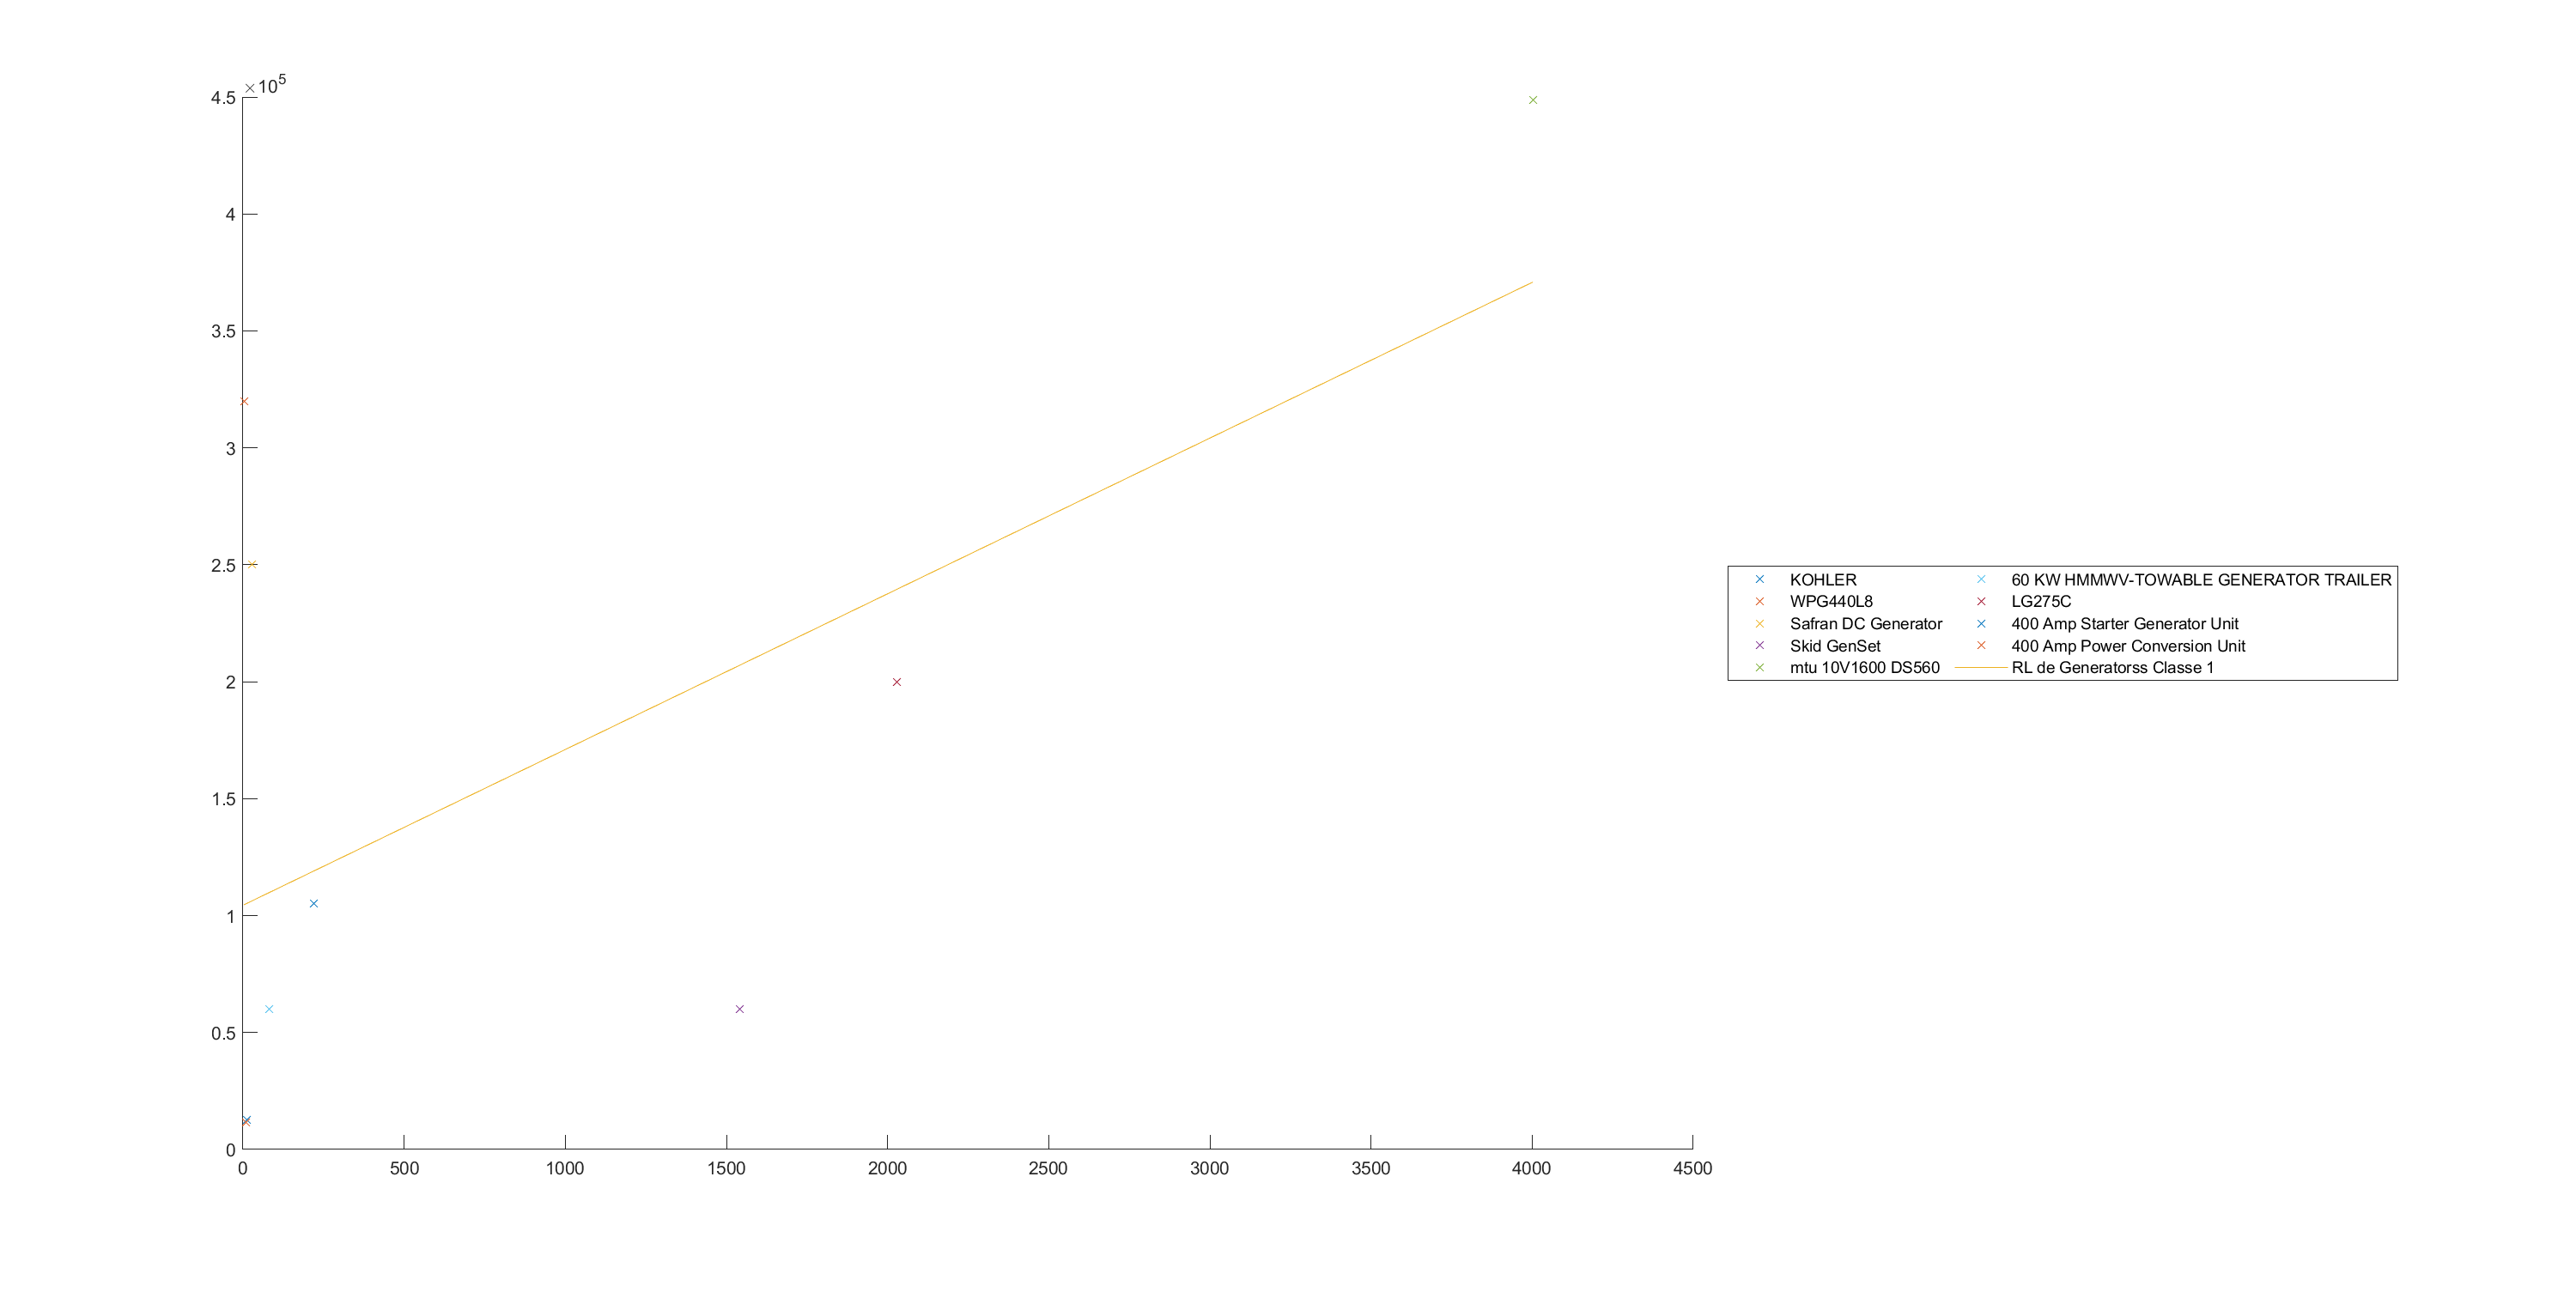 ×10^5
4.5
4
3.5
3
2.5
2
1.5
1
0.5
0
0 500 1000 1500 2000 2500 3000 3500 4000 4500
KOHLER
WPG440L8
Safran DC Generator
Skid GenSet
mtu 10V1600 DS560
60 KW HMMWV-TOWABLE GENERATOR TRAILER
LG275C
400 Amp Starter Generator Unit
400 Amp Power Conversion Unit
RL de Generatorss Classe 1